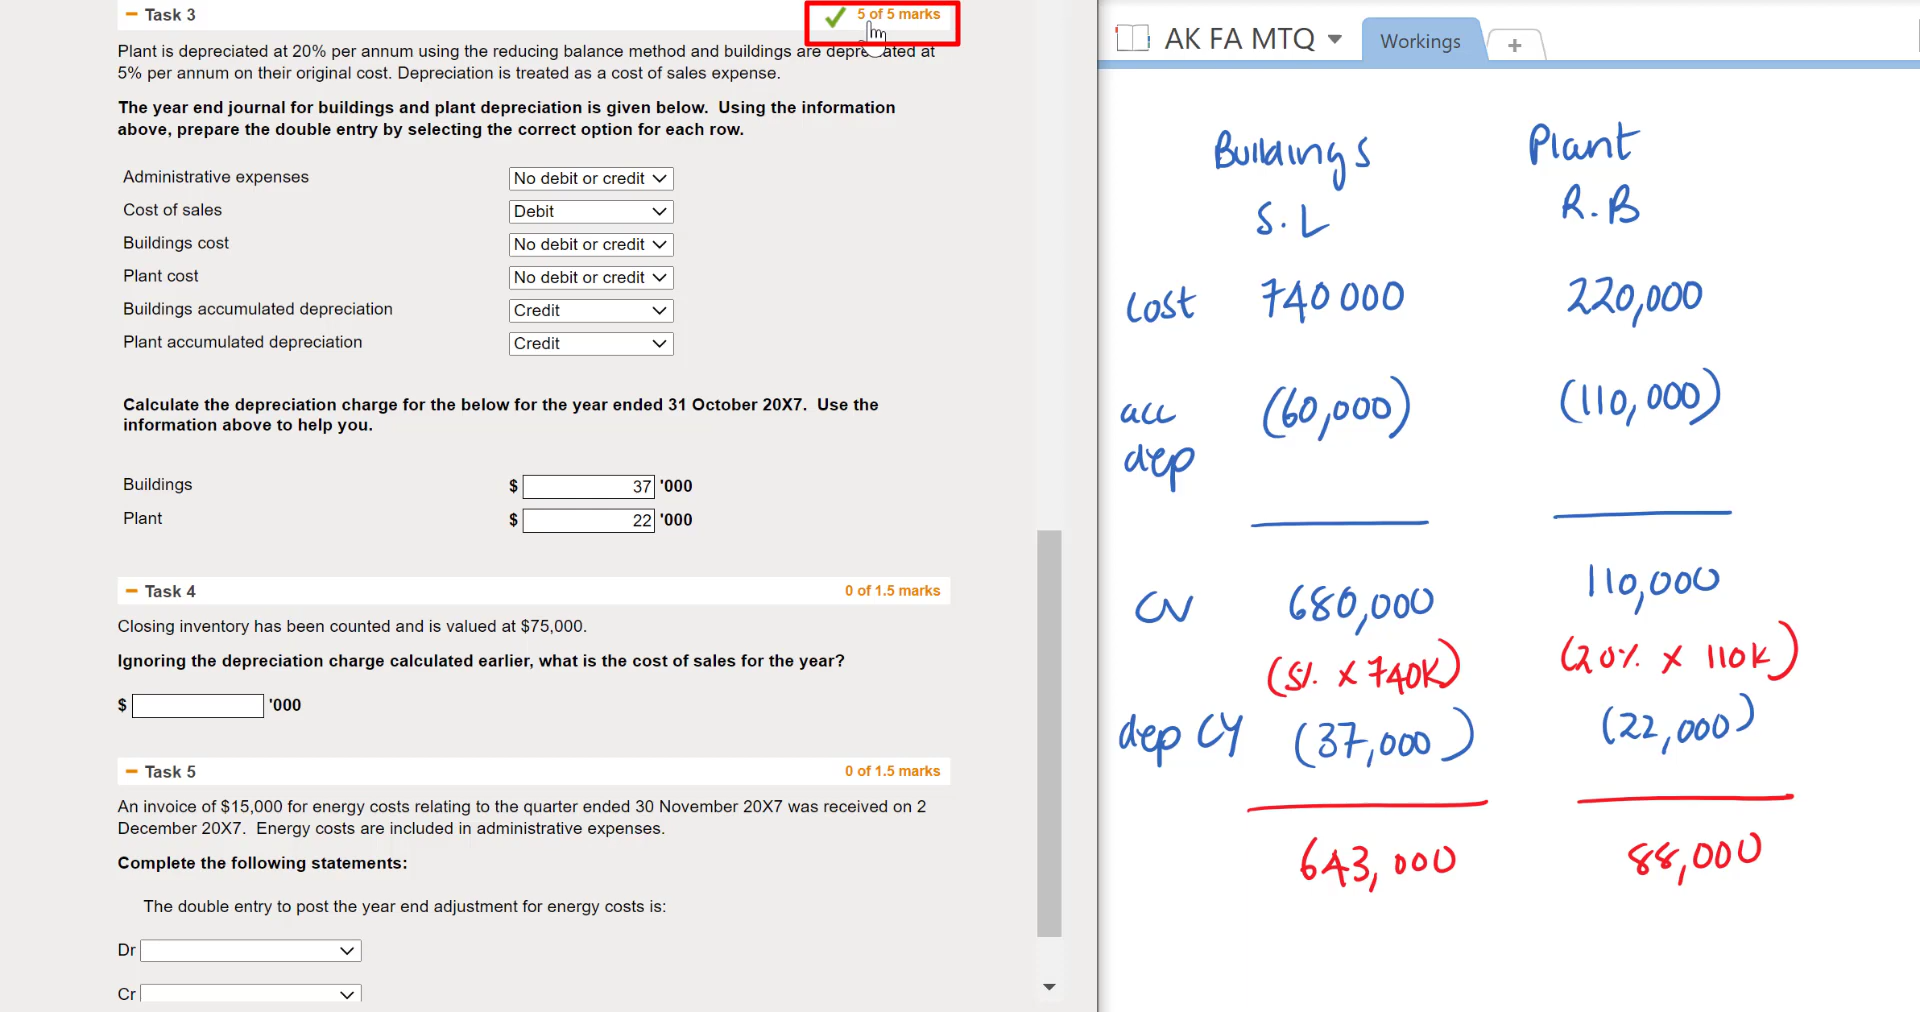 Task 3
5 of 5 marks
Plant is depreciated at 20% per annum using the reducing balance method and buildings are depreciated at
5% per annum on their original cost. Depreciation is treated as a cost of sales expense.
The year end journal for buildings and plant depreciation is given below. Using the information
above, prepare the double entry by selecting the correct option for each row.
Administrative expenses No debit or credit
Cost of sales Debit
Buildings cost No debit or credit
Plant cost No debit or credit
Buildings accumulated depreciation Credit
Plant accumulated depreciation Credit
Calculate the depreciation charge for the below for the year ended 31 October 20X7. Use the
information above to help you.
Buildings $ 37 '000
Plant $ 22 '000
Task 4
0 of 1.5 marks
Closing inventory has been counted and is valued at $75,000.
Ignoring the depreciation charge calculated earlier, what is the cost of sales for the year?
$ '000
Task 5
0 of 1.5 marks
An invoice of $15,000 for energy costs relating to the quarter ended 30 November 20X7 was received on 2
December 20X7. Energy costs are included in administrative expenses.
Complete the following statements:
The double entry to post the year end adjustment for energy costs is:
Dr
Cr
AK FA MTQ
Workings
+
Buildings Plant
S.L R.B
Cost 740 000 220,000
acc (60,000) (110,000)
dep
CV 680,000 110,000
(5% x 740K) (20% x 110K)
dep CY (37,000) (22,000)
643,000 88,000